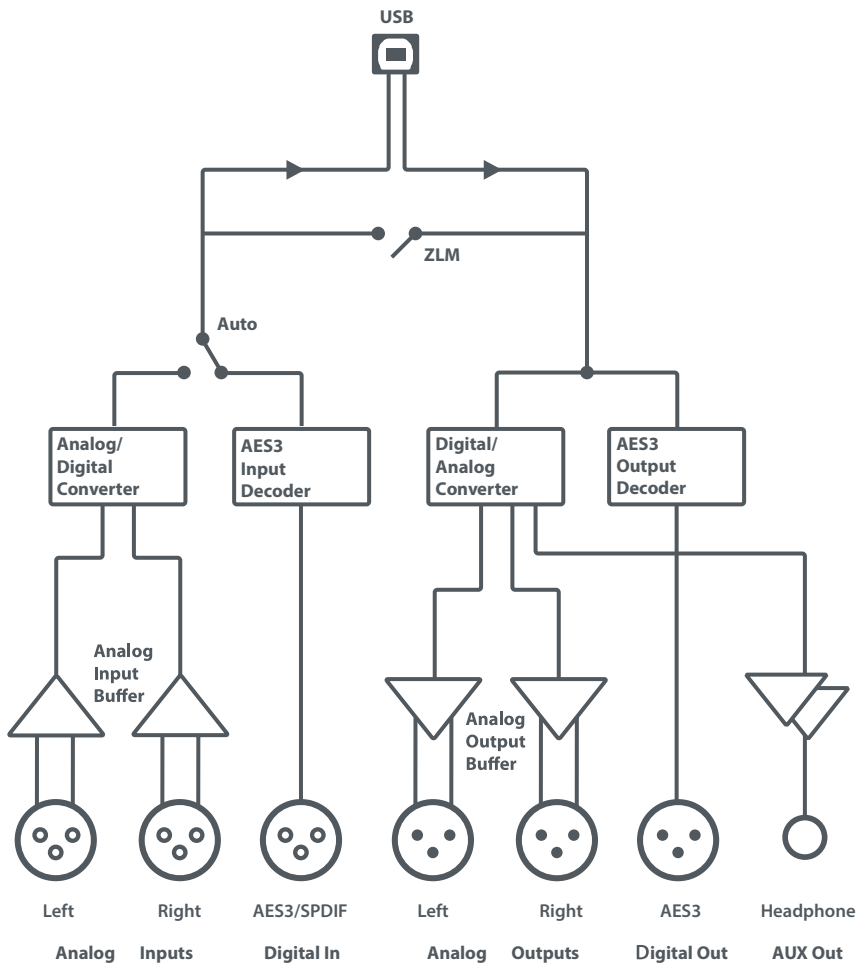 USB
ZLM
Auto
Analog/
Digital
Converter
AES3
Input
Decoder
Digital/
Analog
Converter
AES3
Output
Decoder
Analog
Input
Buffer
Analog
Output
Buffer
Left Right AES3/SPDIF Left Right AES3 Headphone
Analog Inputs Digital In Analog Outputs Digital Out AUX Out